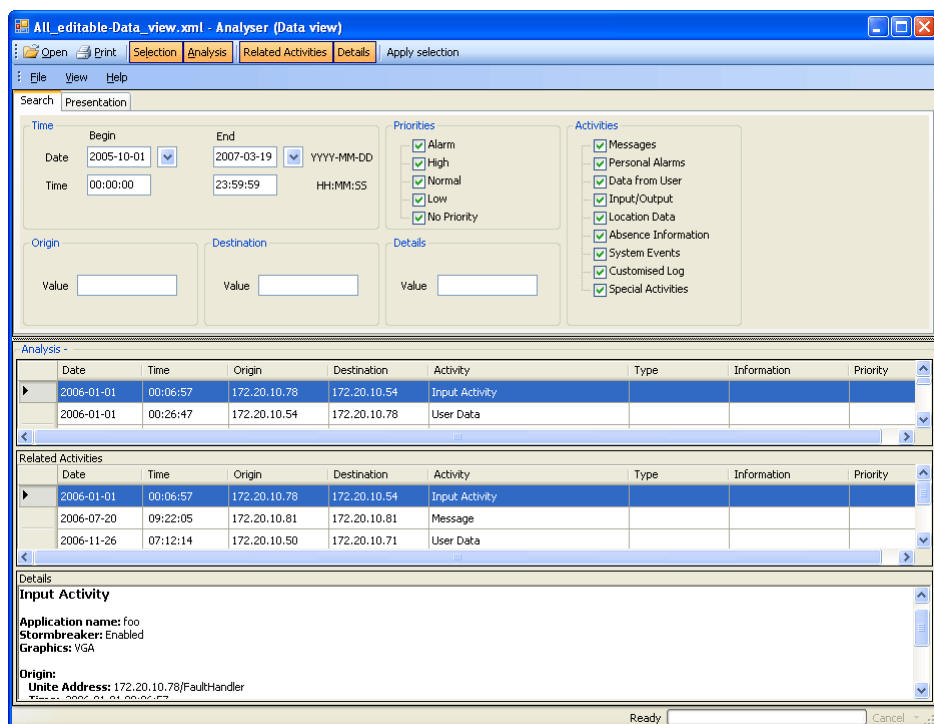 All_editable-Data_view.xml - Analyser (Data view)
Open Print Selection Analysis Related Activities Details Apply selection
File View Help
Search Presentation
Time
Begin End
Date 2005-10-01 2007-03-19 YYYY-MM-DD
Time 00:00:00 23:59:59 HH:MM:SS
Priorities
Alarm
High
Normal
Low
No Priority
Activities
Messages
Personal Alarms
Data from User
Input/Output
Location Data
Absence Information
System Events
Customised Log
Special Activities
Origin
Value
Destination
Value
Details
Value
Analysis -
Date Time Origin Destination Activity Type Information Priority
2006-01-01 00:06:57 172.20.10.78 172.20.10.54 Input Activity
2006-01-01 00:26:47 172.20.10.54 172.20.10.78 User Data
Related Activities
Date Time Origin Destination Activity Type Information Priority
2006-01-01 00:06:57 172.20.10.78 172.20.10.54 Input Activity
2006-07-20 09:22:05 172.20.10.81 172.20.10.81 Message
2006-11-26 07:12:14 172.20.10.50 172.20.10.71 User Data
Details
Input Activity
Application name: foo
Stormbreaker: Enabled
Graphics: VGA
Origin:
Unite Address: 172.20.10.78/FaultHandler
Time: 2006-01-01 00:06:57
Ready Cancel